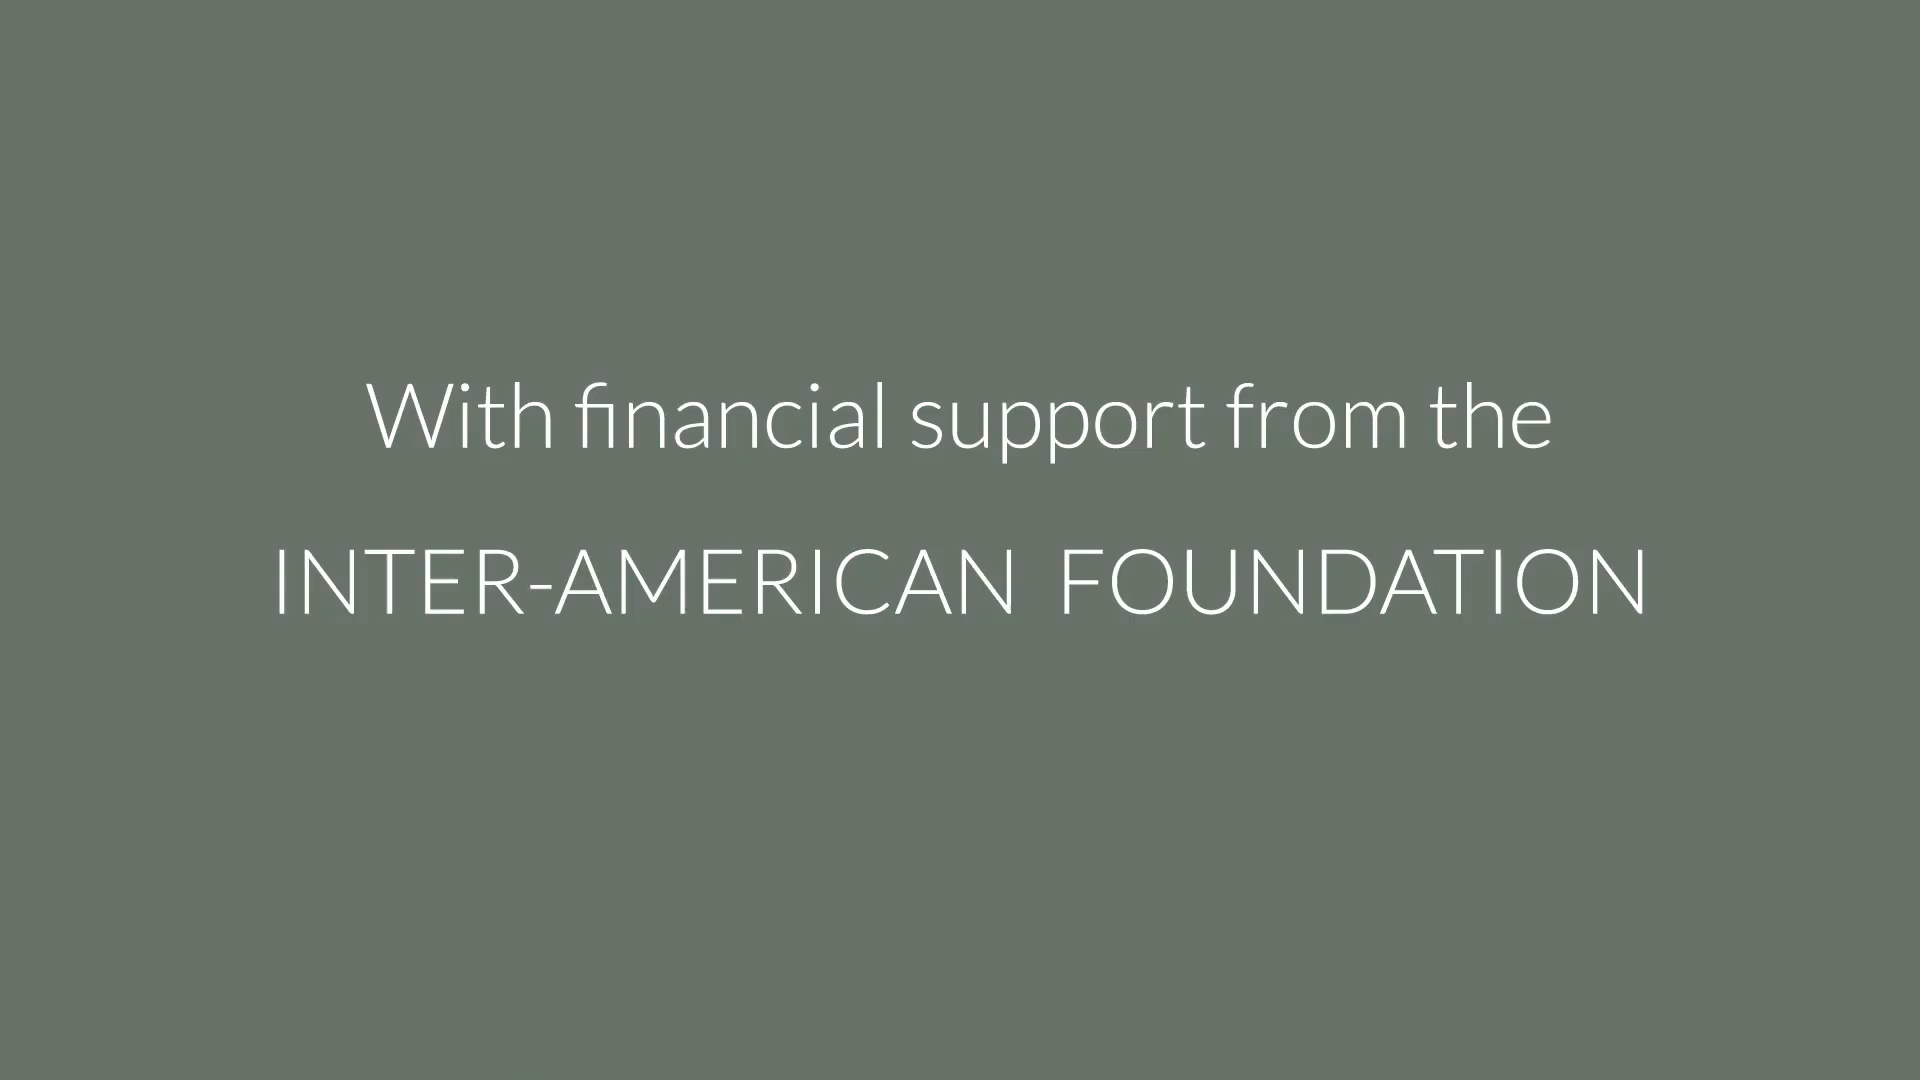 With financial support from the
INTER-AMERICAN FOUNDATION